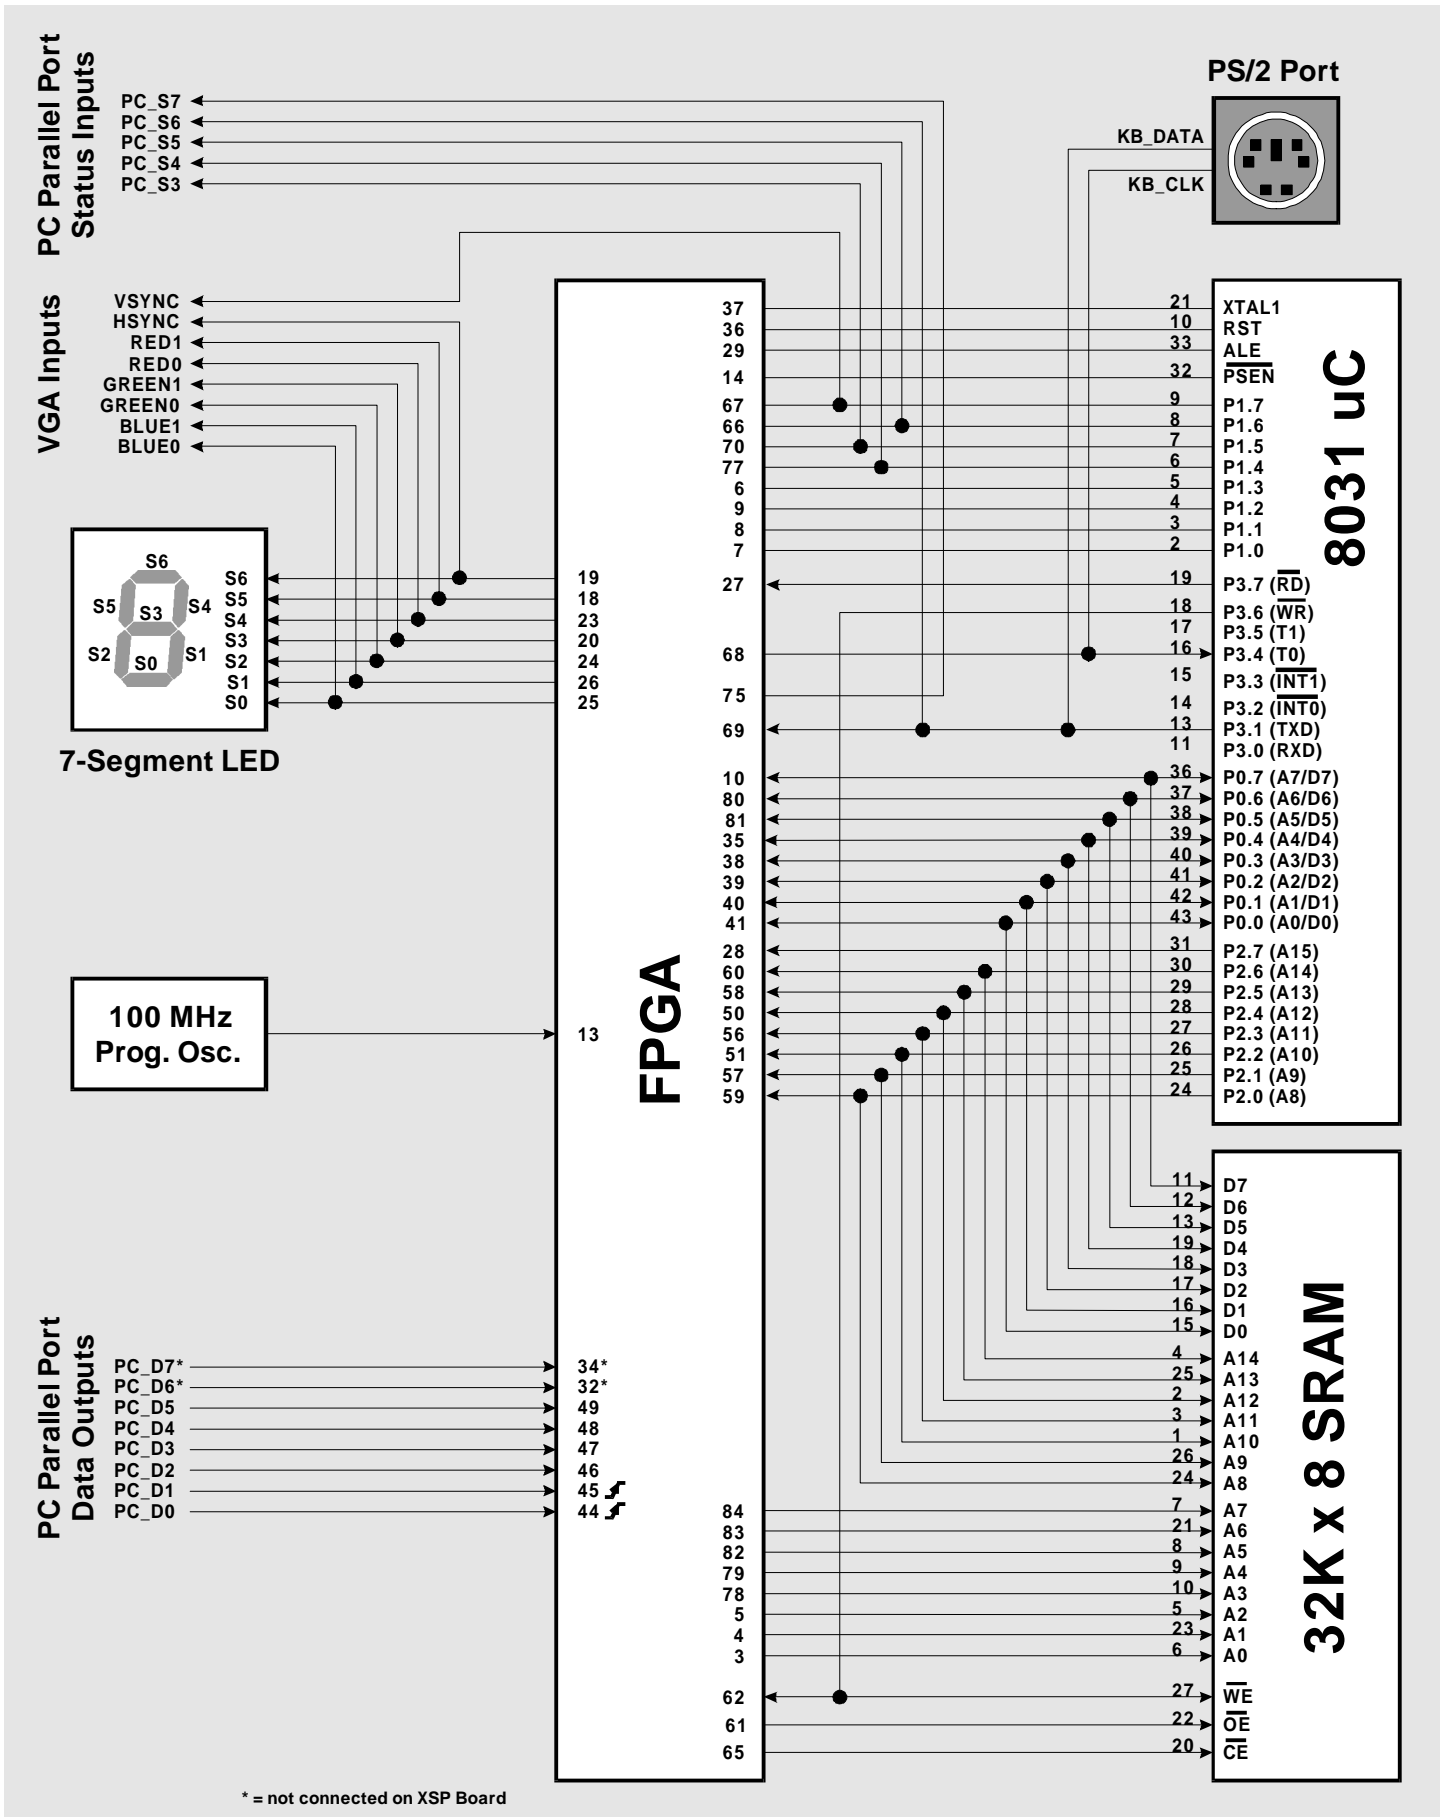 PC Parallel Port
Status Inputs
PC_S7
PC_S6
PC_S5
PC_S4
PC_S3
PS/2 Port
KB_DATA
KB_CLK
VGA Inputs
VSYNC
HSYNC
RED1
RED0
GREEN1
GREEN0
BLUE1
BLUE0
S6
S5
S4
S3
S2
S1
S0
S6
S5
S4
S3
S2
S1
S0
7-Segment LED
19
18
23
20
24
26
25
100 MHz
Prog. Osc.
13
PC Parallel Port
Data Outputs
PC_D7*
PC_D6*
PC_D5
PC_D4
PC_D3
PC_D2
PC_D1
PC_D0
34*
32*
49
48
47
46
45
44
FPGA
8031 uC
37 21 XTAL1
36 10 RST
29 33 ALE
14 32 PSEN
67 9 P1.7
66 8 P1.6
70 7 P1.5
77 6 P1.4
6 5 P1.3
9 4 P1.2
8 3 P1.1
7 2 P1.0
27 19 P3.7 (RD)
18 P3.6 (WR)
17 P3.5 (T1)
68 16 P3.4 (T0)
15 P3.3 (INT1)
75
14 P3.2 (INT0)
69 13 P3.1 (TXD)
11 P3.0 (RXD)
10 36 P0.7 (A7/D7)
80 37 P0.6 (A6/D6)
81 38 P0.5 (A5/D5)
35 39 P0.4 (A4/D4)
38 40 P0.3 (A3/D3)
39 41 P0.2 (A2/D2)
40 42 P0.1 (A1/D1)
41 43 P0.0 (A0/D0)
28 31 P2.7 (A15)
60 30 P2.6 (A14)
58 29 P2.5 (A13)
50 28 P2.4 (A12)
56 27 P2.3 (A11)
51 26 P2.2 (A10)
57 25 P2.1 (A9)
59 24 P2.0 (A8)
32K x 8 SRAM
11 D7
12 D6
13 D5
19 D4
18 D3
17 D2
16 D1
15 D0
4 A14
25 A13
2 A12
3 A11
1 A10
26 A9
24 A8
84 7 A7
83 21 A6
82 8 A5
79 9 A4
78 10 A3
5 5 A2
4 23 A1
3 6 A0
62 27 WE
61 22 OE
65 20 CE
* = not connected on XSP Board